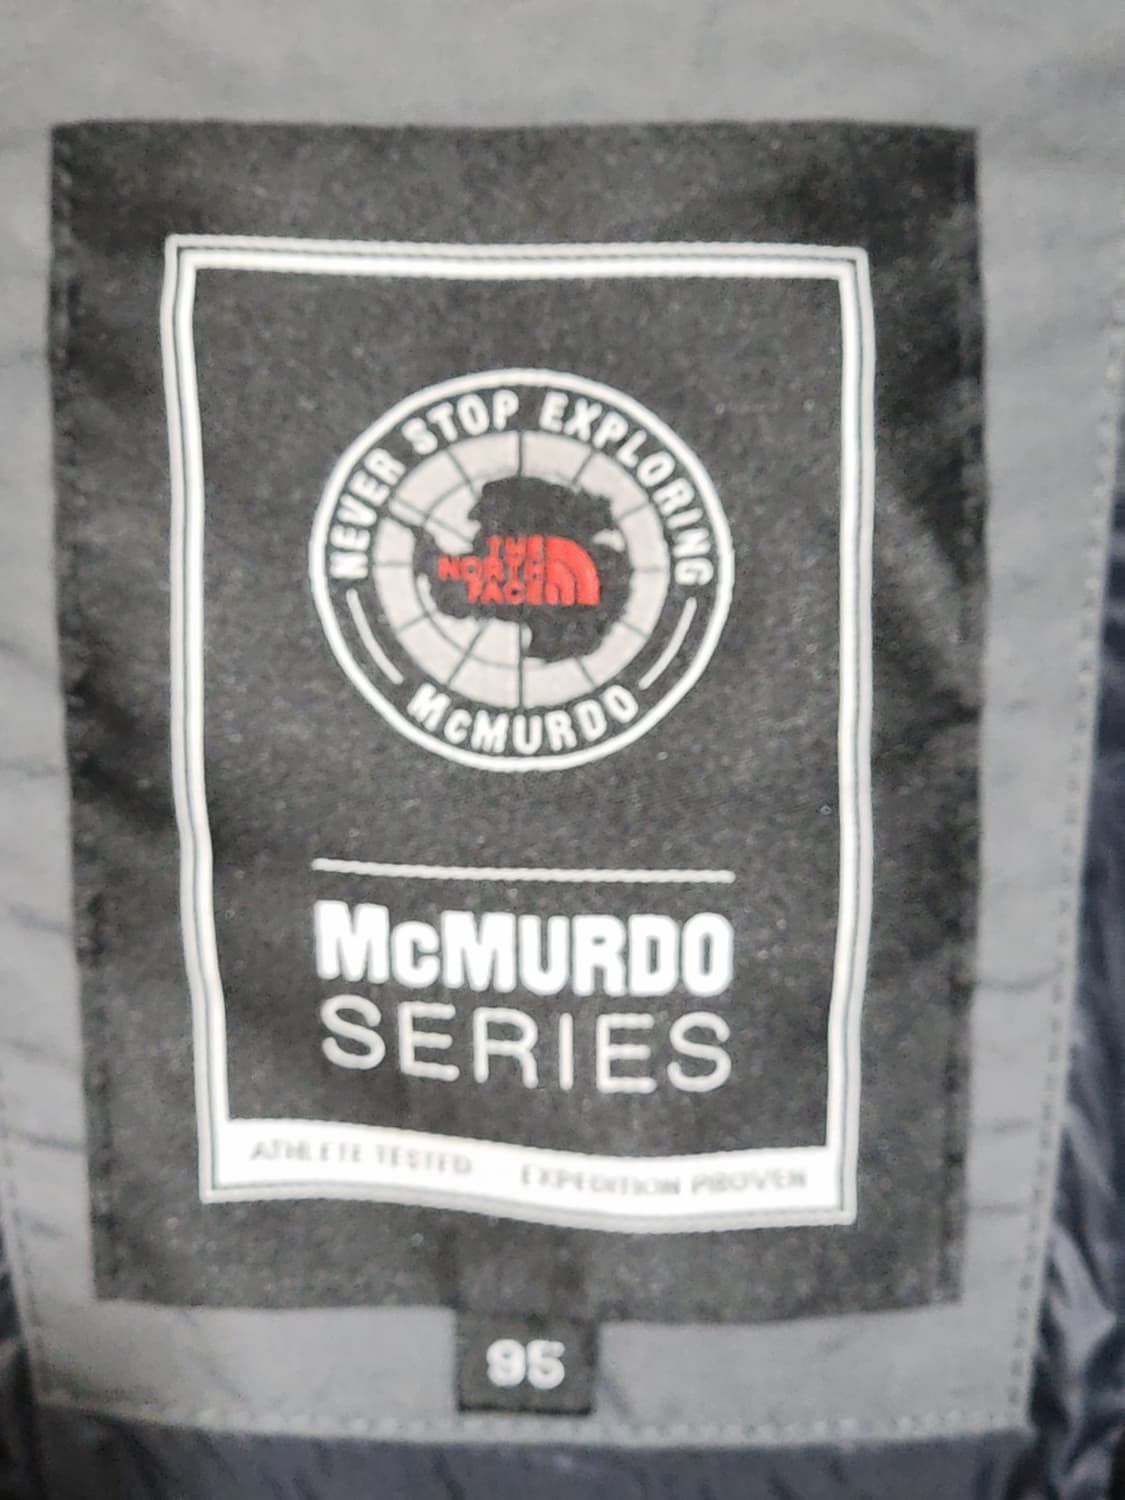 NEVER STOP EXPLORING
THE
NORTH
FACE
McMURDO
McMURDO
SERIES
ATHLETE TESTED EXPEDITION PROVEN
95